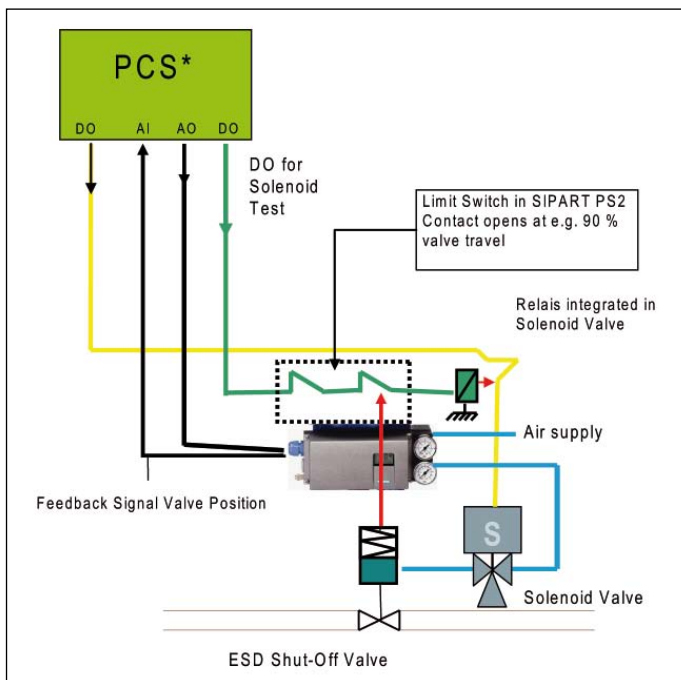 PCS*
DO AI AO DO
DO for
Solenoid
Test
Limit Switch in SIPART PS2
Contact opens at e.g. 90 %
valve travel
Relais integrated in
Solenoid Valve
Air supply
Feedback Signal Valve Position
S
Solenoid Valve
ESD Shut-Off Valve